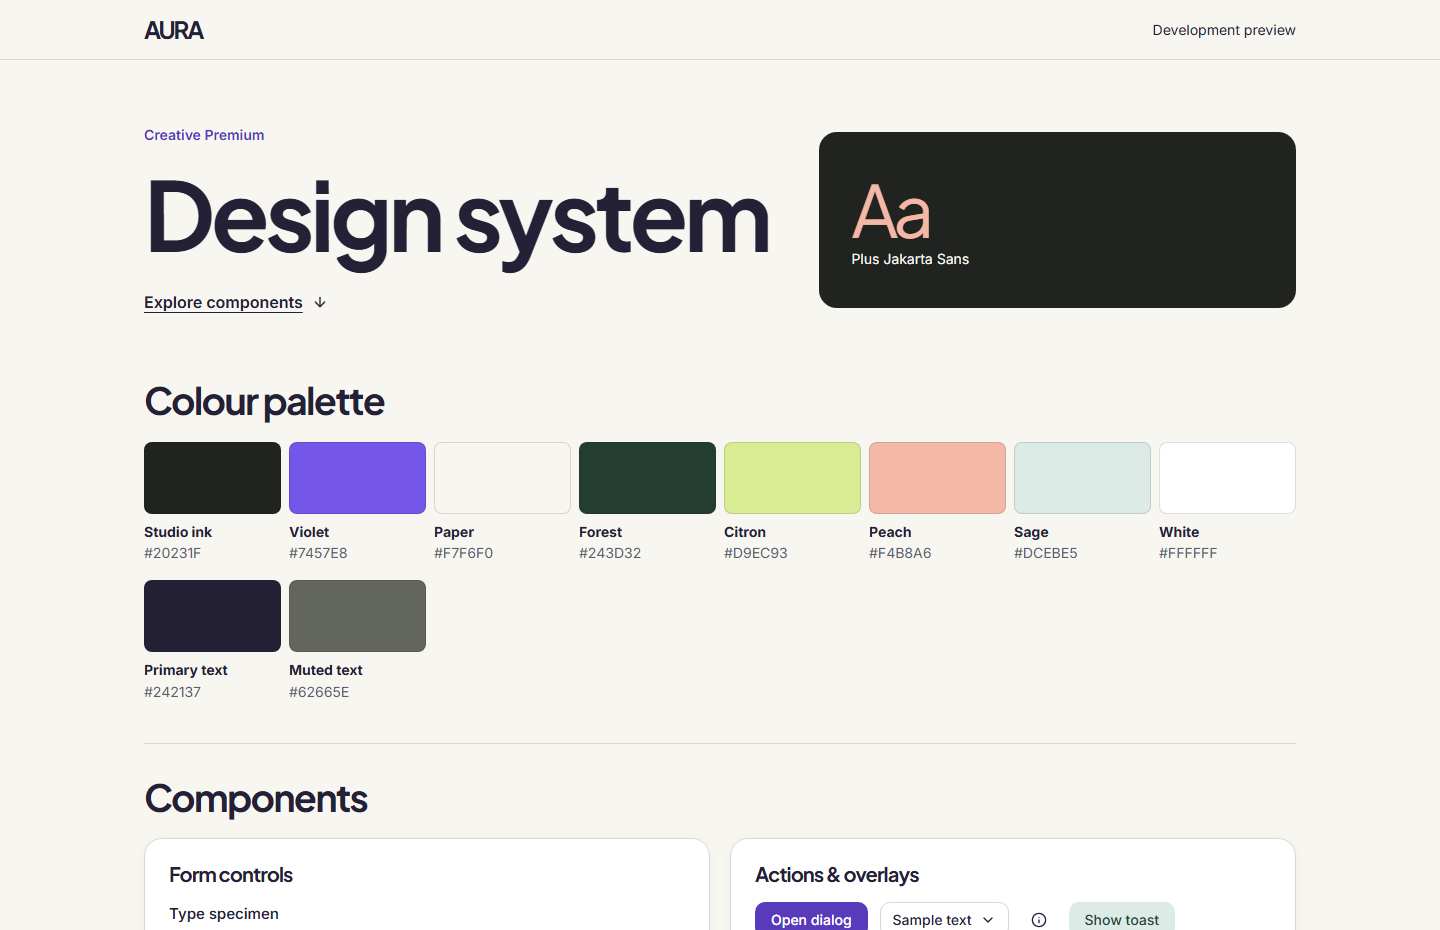 AURA
Development preview
Creative Premium
Design system
Explore components
Aa
Plus Jakarta Sans
Colour palette
Studio ink
#20231F
Violet
#7457E8
Paper
#F7F6F0
Forest
#243D32
Citron
#D9EC93
Peach
#F4B8A6
Sage
#DCEBE5
White
#FFFFFF
Primary text
#242137
Muted text
#62665E
Components
Form controls
Type specimen
Actions & overlays
Open dialog
Sample text
Show toast